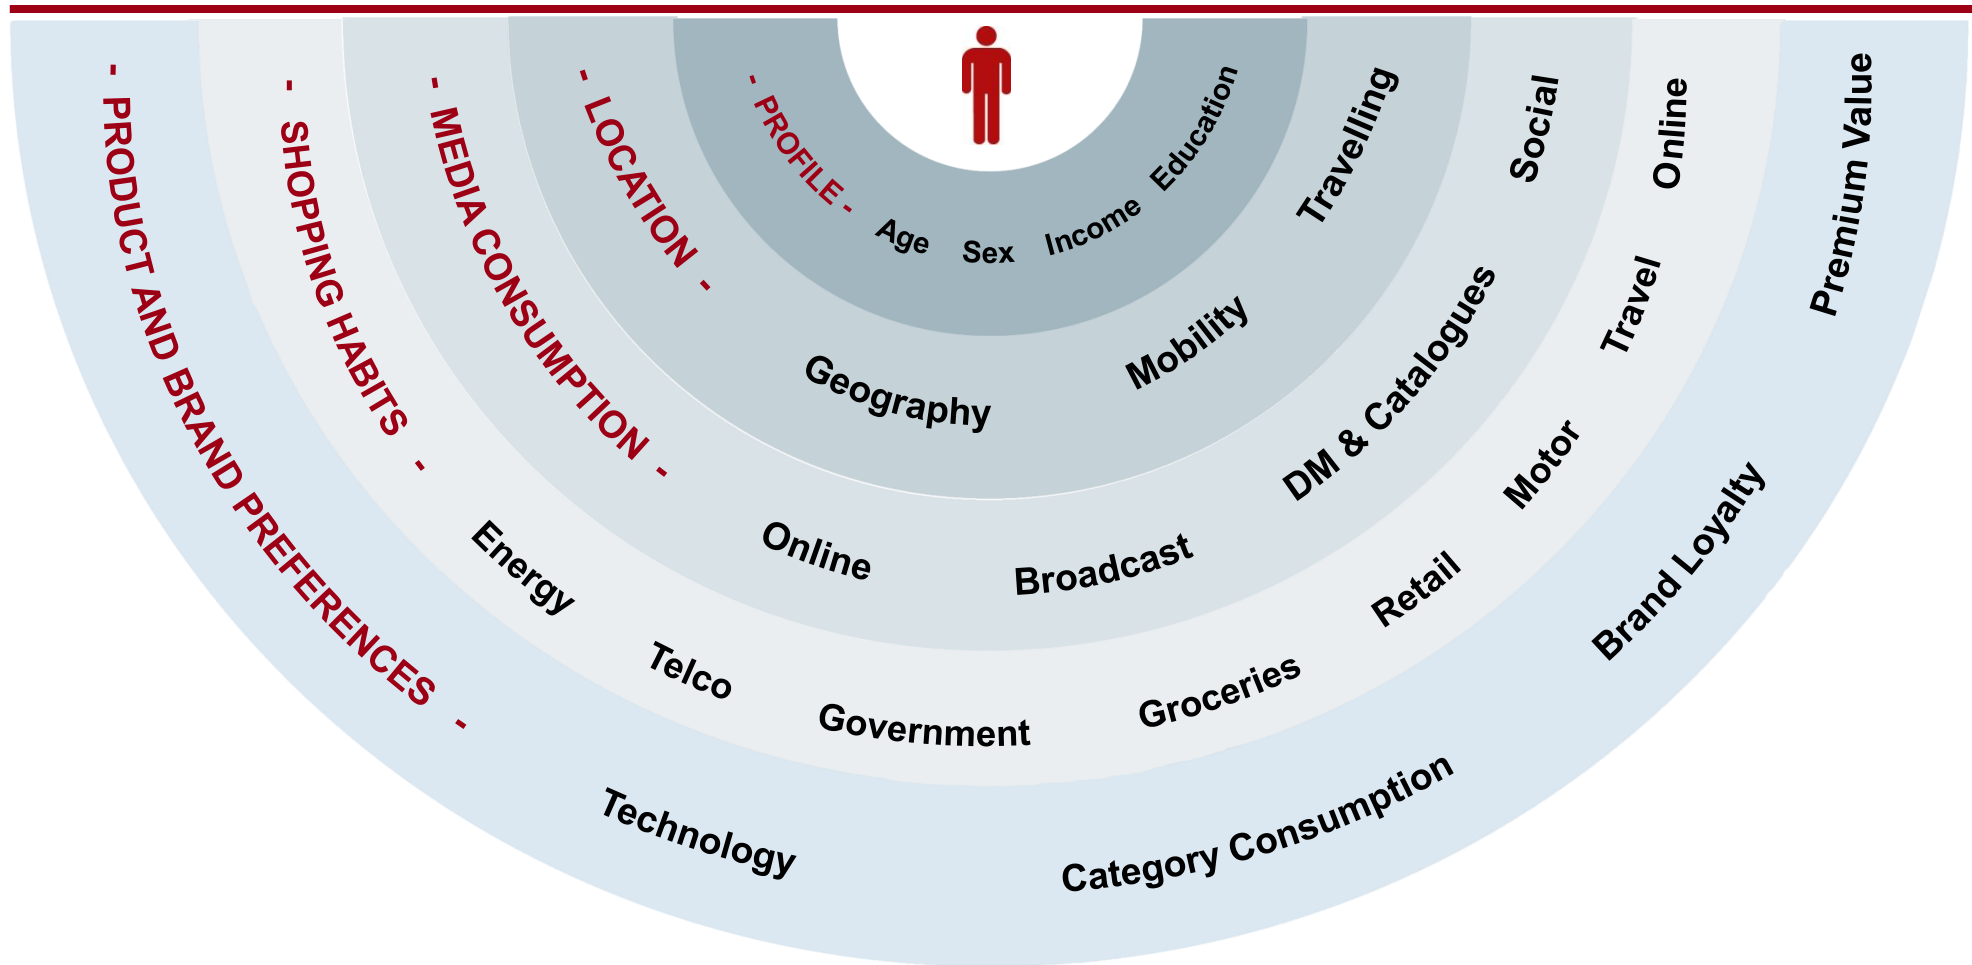 - PROFILE -
Age
Sex
Income
Education
- LOCATION -
Geography
Mobility
Travelling
- MEDIA CONSUMPTION -
Online
Broadcast
DM & Catalogues
Social
- SHOPPING HABITS -
Energy
Telco
Government
Groceries
Retail
Motor
Travel
Online
- PRODUCT AND BRAND PREFERENCES -
Technology
Category Consumption
Brand Loyalty
Premium Value